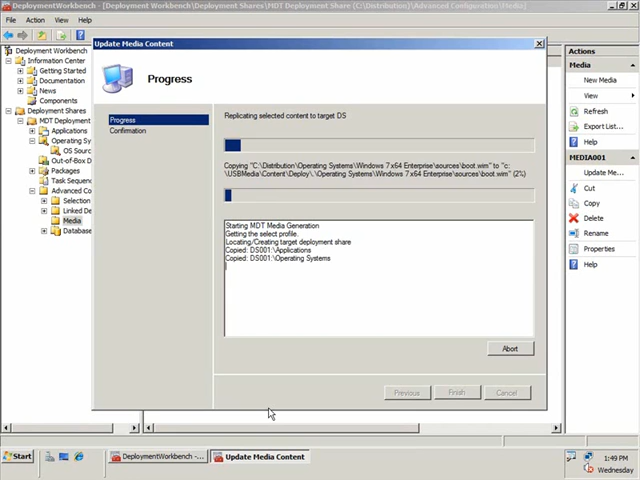 DeploymentWorkbench - [Deployment Workbench\Deployment Shares\MDT Deployment Share (C:\Distribution)\Advanced Configuration\Media]
File Action View Help
Deployment Workbench
Information Center
Getting Started
Documentation
News
Components
Deployment Shares
MDT Deployment
Applications
Operating Sy
OS Sourc
Out-of-Box D
Packages
Task Sequenc
Advanced Co
Selection
Linked De
Media
Database
Update Media Content
Progress
Progress
Confirmation
Replicating selected content to target DS
Copying "C:\Distribution\Operating Systems\Windows 7 x64 Enterprise\sources\boot.wim" to "c:
\USBMedia\Content\Deploy\.\Operating Systems\Windows 7 x64 Enterprise\sources\boot.wim" (2%)
Starting MDT Media Generation
Getting the select profile.
Locating/Creating target deployment share
Copied: DS001:\Applications
Copied: DS001:\Operating Systems
Abort
Previous Finish Cancel
Actions
Media
New Media
View
Refresh
Export List...
Help
MEDIA001
Update Me...
Cut
Copy
Delete
Rename
Properties
Help
Start
DeploymentWorkbench -...
Update Media Content
1:49 PM
Wednesday